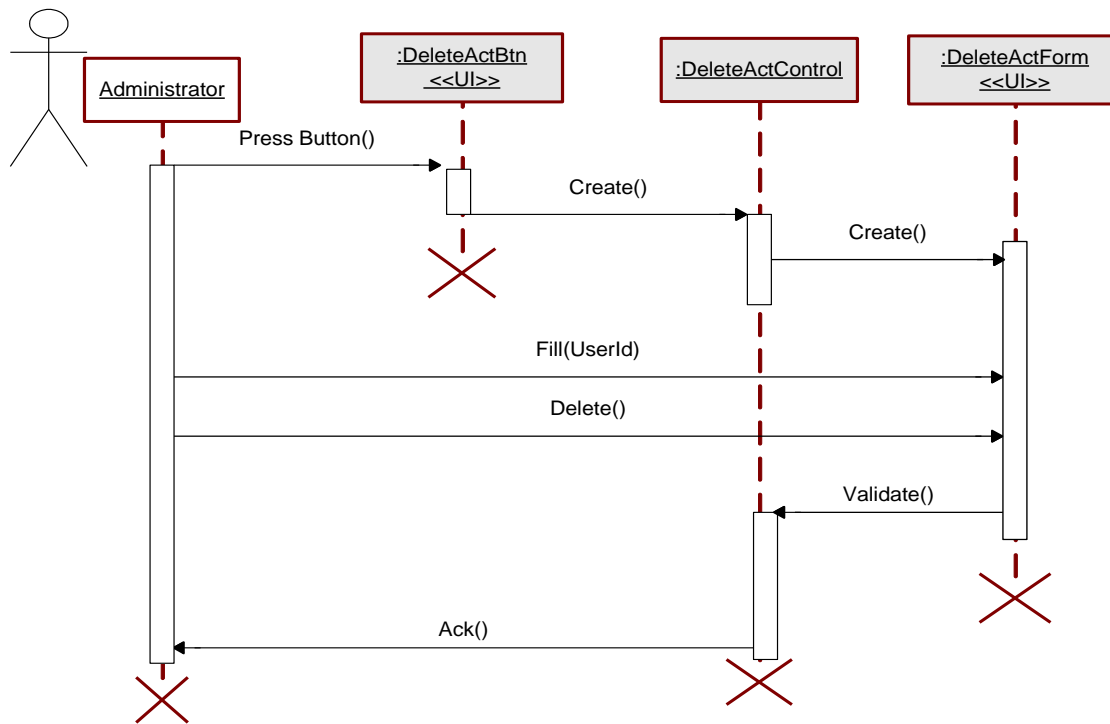 :DeleteActBtn
<<UI>>
:DeleteActControl
:DeleteActForm
<<UI>>
Administrator
Press Button()
Create()
Create()
Fill(UserId)
Delete()
Validate()
Ack()